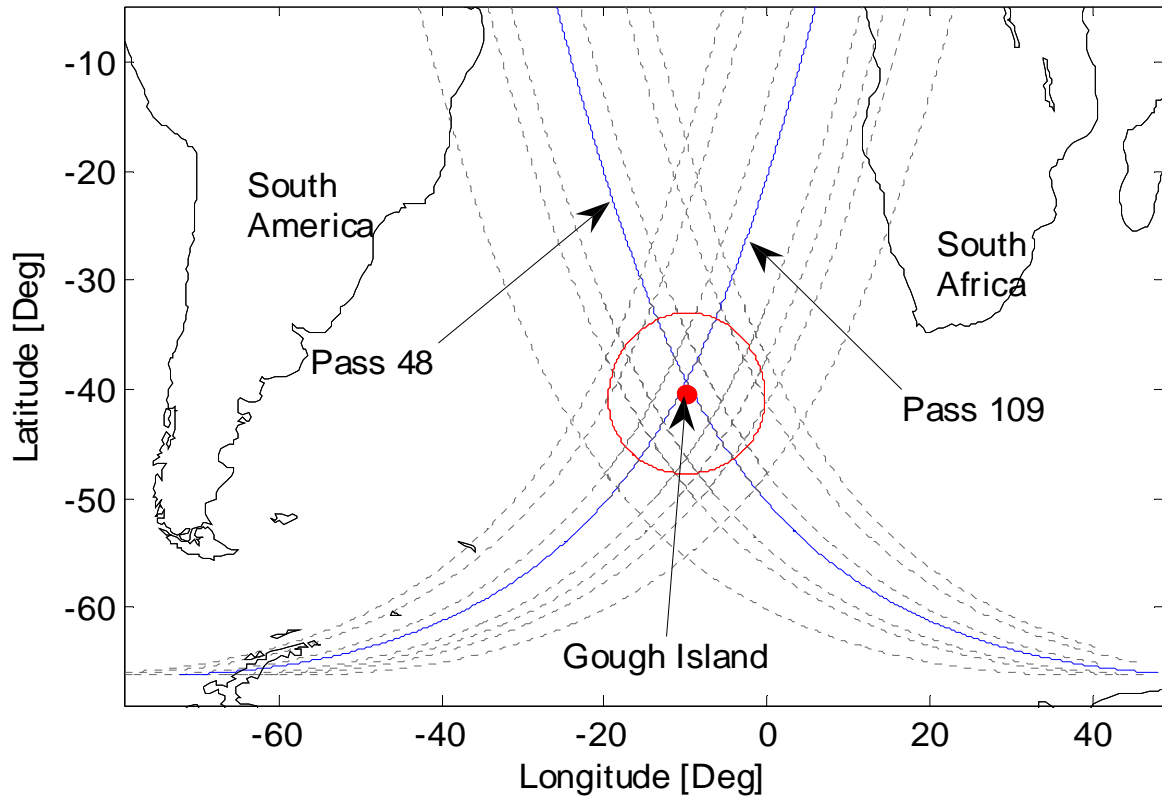 -10
-20
-30
-40
-50
-60
Latitude [Deg]
South
America
South
Africa
Pass 48
Pass 109
Gough Island
-60
-40
-20
0
20
40
Longitude [Deg]